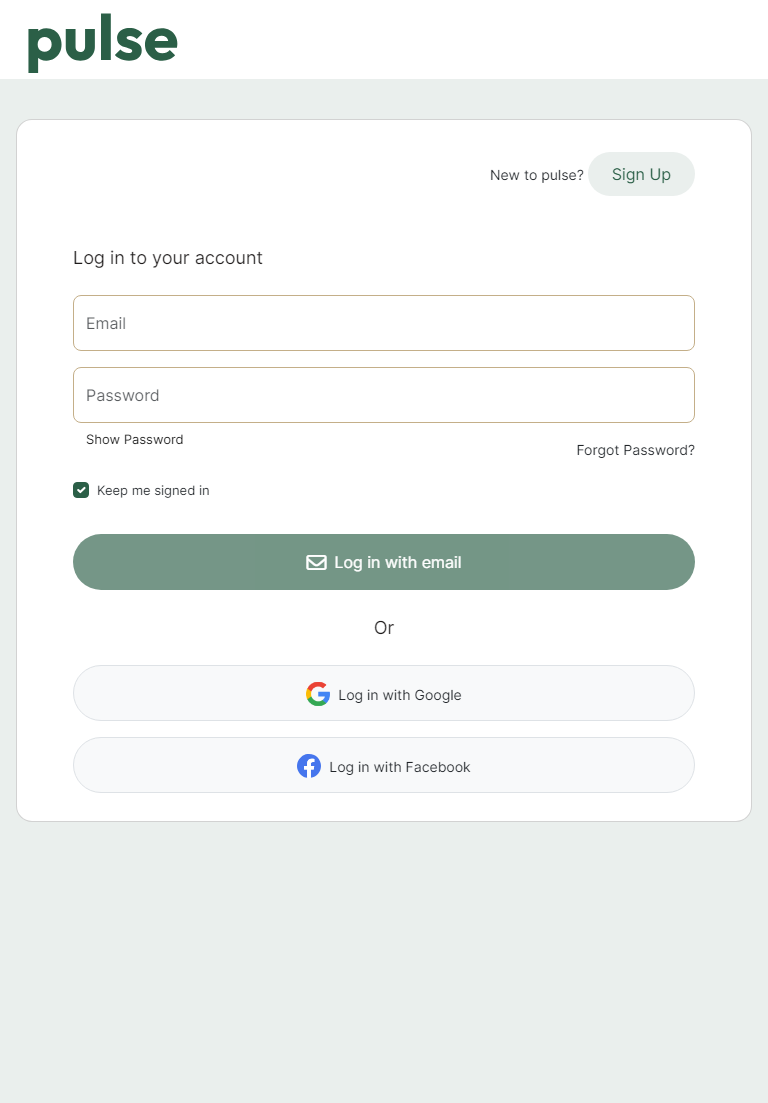 pulse
New to pulse? Sign Up
Log in to your account
Email
Password
Show Password
Forgot Password?
Keep me signed in
Log in with email
Or
Log in with Google
Log in with Facebook